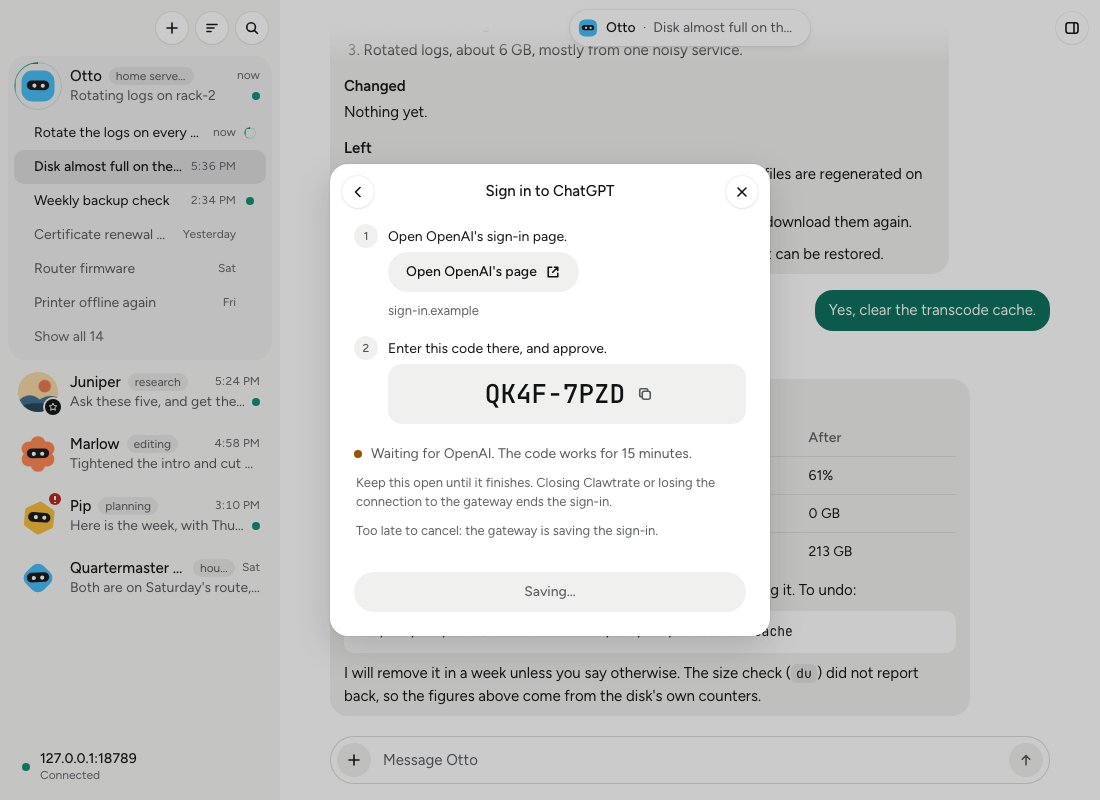 Otto · Disk almost full on th...
Otto home serve... now
Rotating logs on rack-2
Rotate the logs on every ... now
Disk almost full on the... 5:36 PM
Weekly backup check 2:34 PM
Certificate renewal ... Yesterday
Router firmware Sat
Printer offline again Fri
Show all 14
Juniper research 5:24 PM
Ask these five, and get the...
Marlow editing 4:58 PM
Tightened the intro and cut ...
Pip planning 3:10 PM
Here is the week, with Thu...
Quartermaster ... hou... Sat
Both are on Saturday's route,...
127.0.0.1:18789
Connected
3. Rotated logs, about 6 GB, mostly from one noisy service.
Changed
Nothing yet.
Left
files are regenerated on
download them again.
can be restored.
Yes, clear the transcode cache.
After
61%
0 GB
213 GB
it. To undo:
I will remove it in a week unless you say otherwise. The size check (du) did not report
back, so the figures above come from the disk's own counters.
Message Otto
Sign in to ChatGPT
1 Open OpenAI's sign-in page.
Open OpenAI's page
sign-in.example
2 Enter this code there, and approve.
QK4F-7PZD
Waiting for OpenAI. The code works for 15 minutes.
Keep this open until it finishes. Closing Clawtrate or losing the
connection to the gateway ends the sign-in.
Too late to cancel: the gateway is saving the sign-in.
Saving...